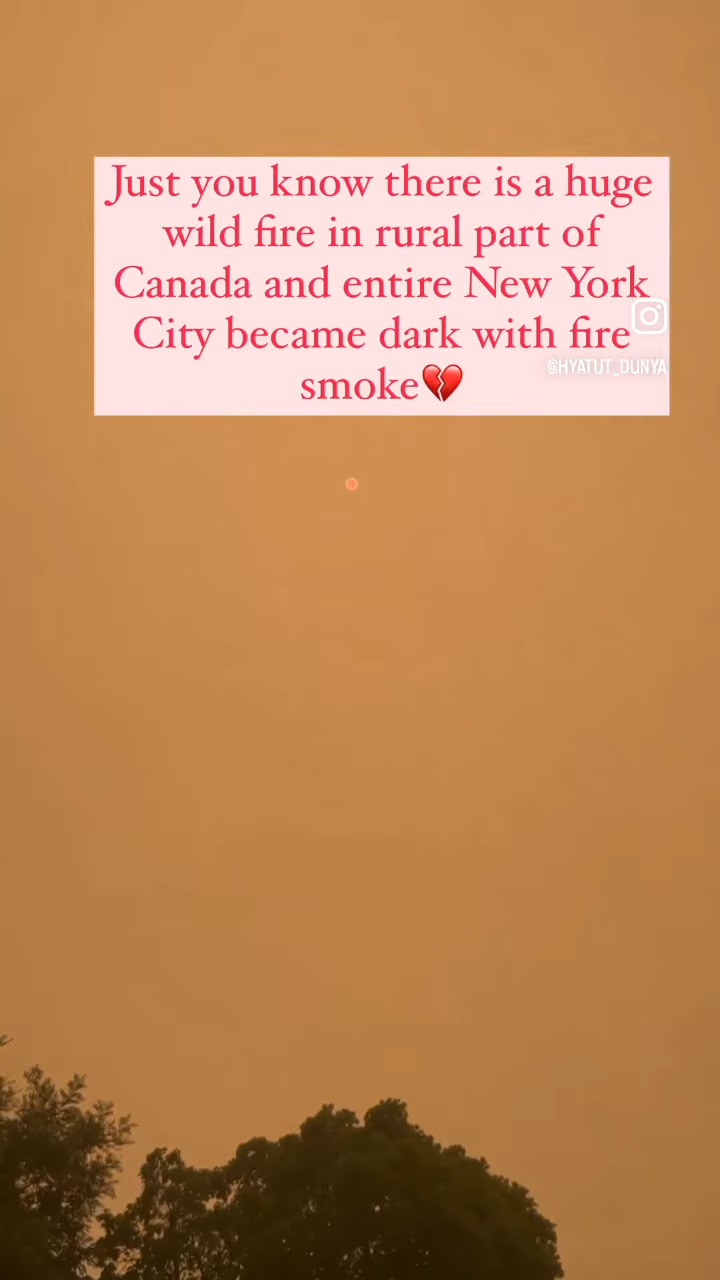 Just you know there is a huge
wild fire in rural part of
Canada and entire New York
City became dark with fire
smoke💔
@HYATUT_DUNYA